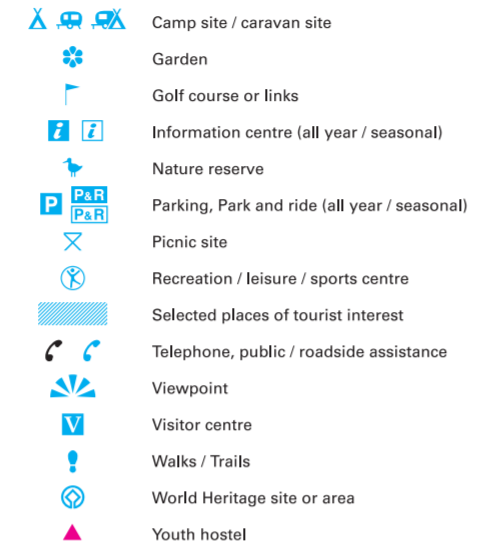 Camp site / caravan site
Garden
Golf course or links
i i Information centre (all year / seasonal)
Nature reserve
P P&R P&R Parking, Park and ride (all year / seasonal)
Picnic site
Recreation / leisure / sports centre
Selected places of tourist interest
Telephone, public / roadside assistance
Viewpoint
V Visitor centre
Walks / Trails
World Heritage site or area
Youth hostel